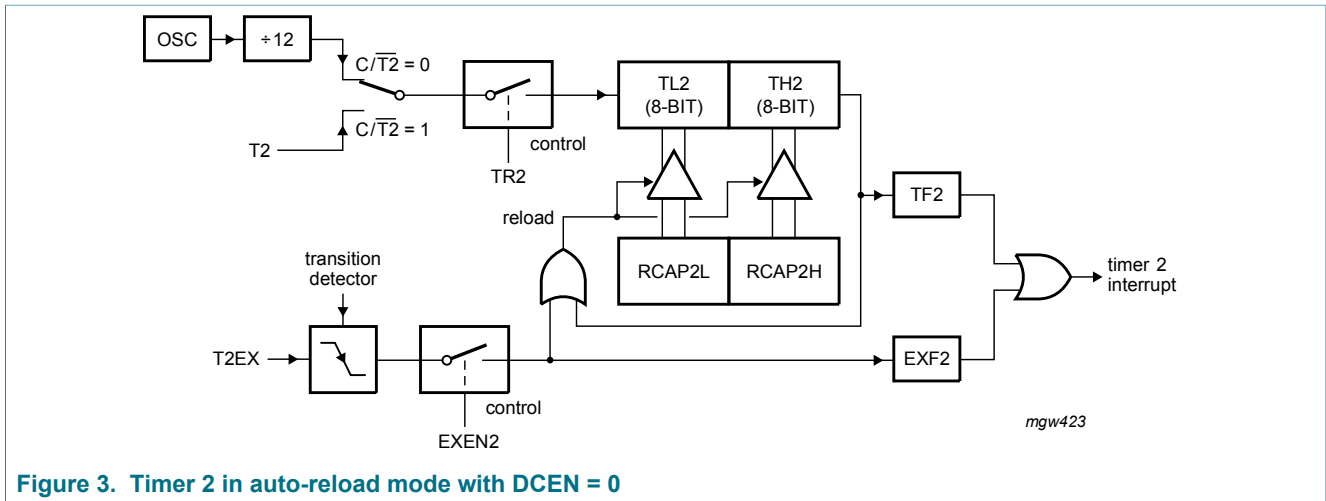 OSC
÷12
C/T2 = 0
C/T2 = 1
T2
control
TR2
TL2
(8-BIT)
TH2
(8-BIT)
reload
RCAP2L
RCAP2H
TF2
timer 2
interrupt
transition
detector
T2EX
control
EXEN2
EXF2
mgw423
Figure 3. Timer 2 in auto-reload mode with DCEN = 0